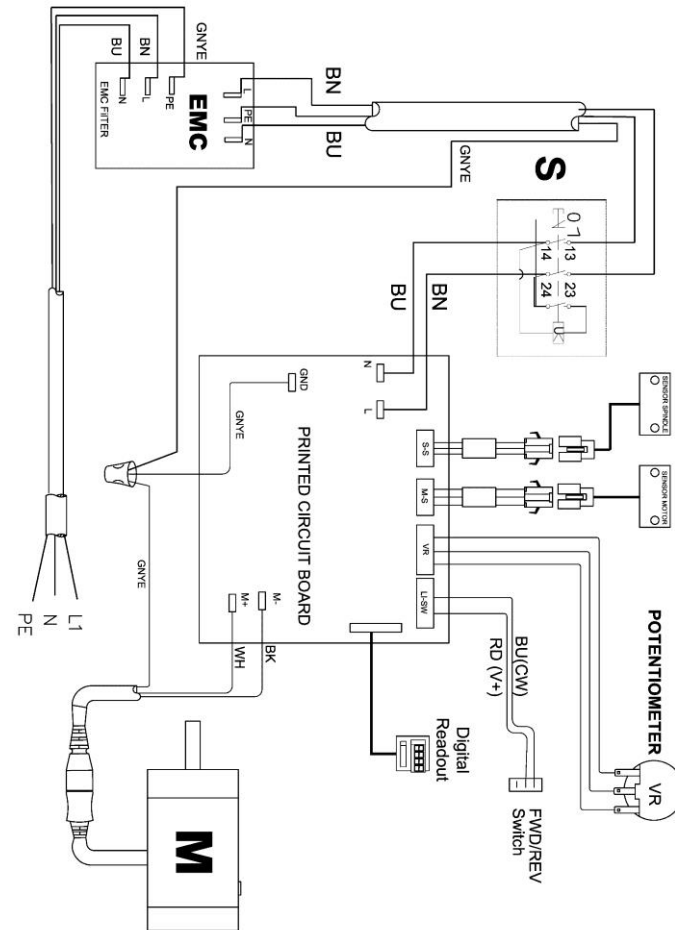 BU
BN
GNYE
N
L
PE
EMC FilTER
EMC
L
PE
N
BN
BU
GNYE
S
0 1
13
14
23
24
U
BU
BN
N
L
GND
GNYE
PRINTED CIRCUIT BOARD
S-S
M-S
VR
LI-SW
SENSOR SPINDLE
SENSOR MOTOR
M+
M-
WH
BK
GNYE
L1
N
PE
BU(CW)
RD (V+)
Digital
Readout
FWD/REV
Switch
POTENTIOMETER
VR
M